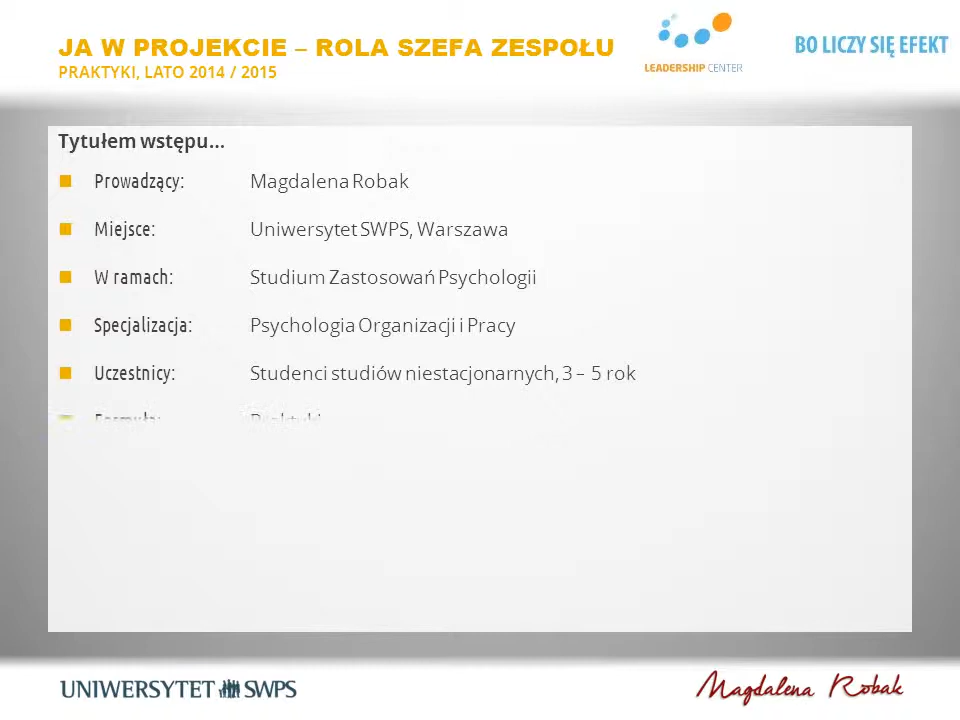 JA W PROJEKCIE – ROLA SZEFA ZESPOŁU
PRAKTYKI, LATO 2014 / 2015
LEADERSHIP CENTER
BO LICZY SIĘ EFEKT
Tytułem wstępu...
Prowadzący: Magdalena Robak
Miejsce: Uniwersytet SWPS, Warszawa
W ramach: Studium Zastosowań Psychologii
Specjalizacja: Psychologia Organizacji i Pracy
Uczestnicy: Studenci studiów niestacjonarnych, 3 – 5 rok
UNIWERSYTET SWPS
Magdalena Robak